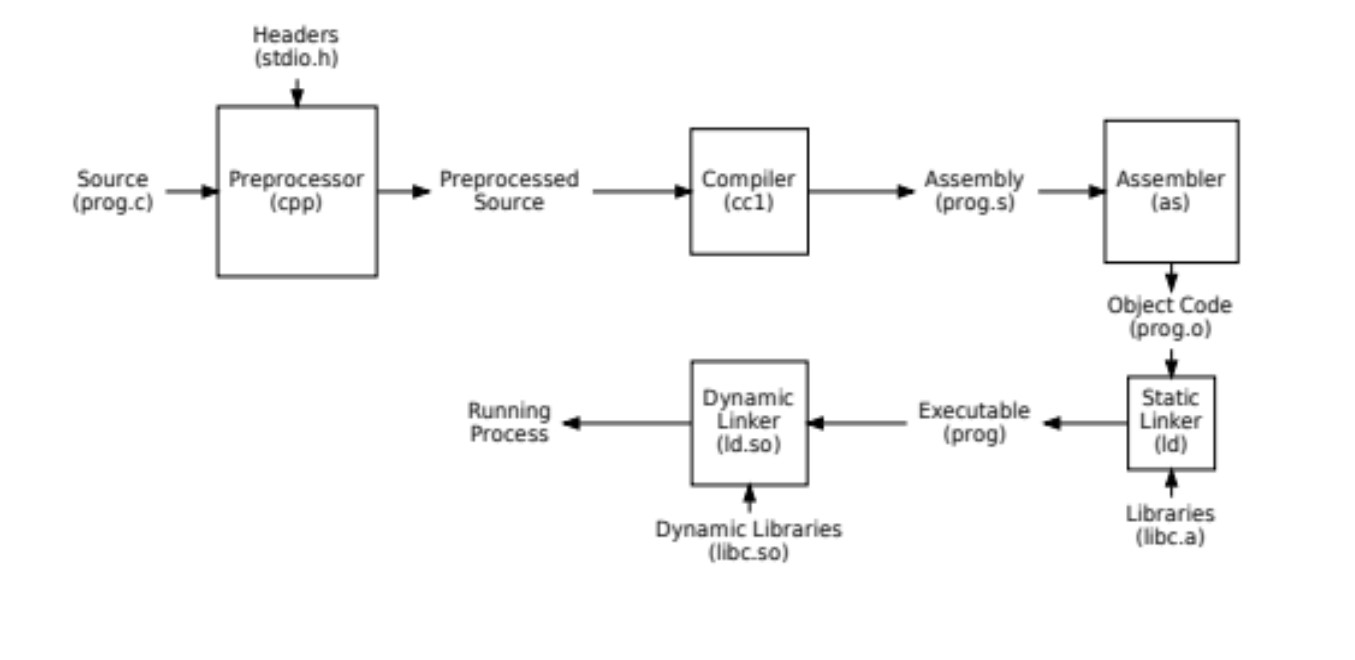 Headers
(stdio.h)
Source
(prog.c)
Preprocessor
(cpp)
Preprocessed
Source
Compiler
(cc1)
Assembly
(prog.s)
Assembler
(as)
Object Code
(prog.o)
Static
Linker
(ld)
Libraries
(libc.a)
Executable
(prog)
Dynamic
Linker
(ld.so)
Dynamic Libraries
(libc.so)
Running
Process